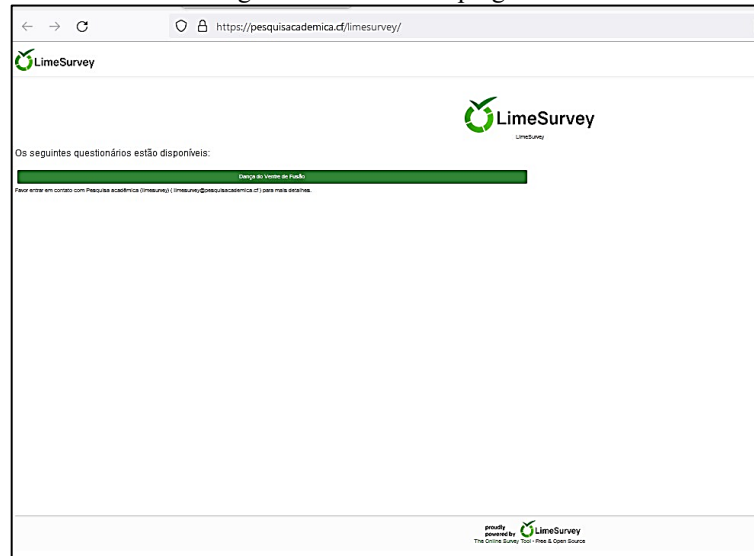 https://pesquisacademica.cf/limesurvey/
LimeSurvey
LimeSurvey
LimeSurvey
Os seguintes questionários estão disponíveis:
Dança do Ventre de Fusão
Favor entrar em contato com Pesquisa acadêmica (limesurvey) ( limesurvey@pesquisacademica.cf ) para mais detalhes.
proudly
powered by LimeSurvey
The Online Survey Tool - Free & Open Source